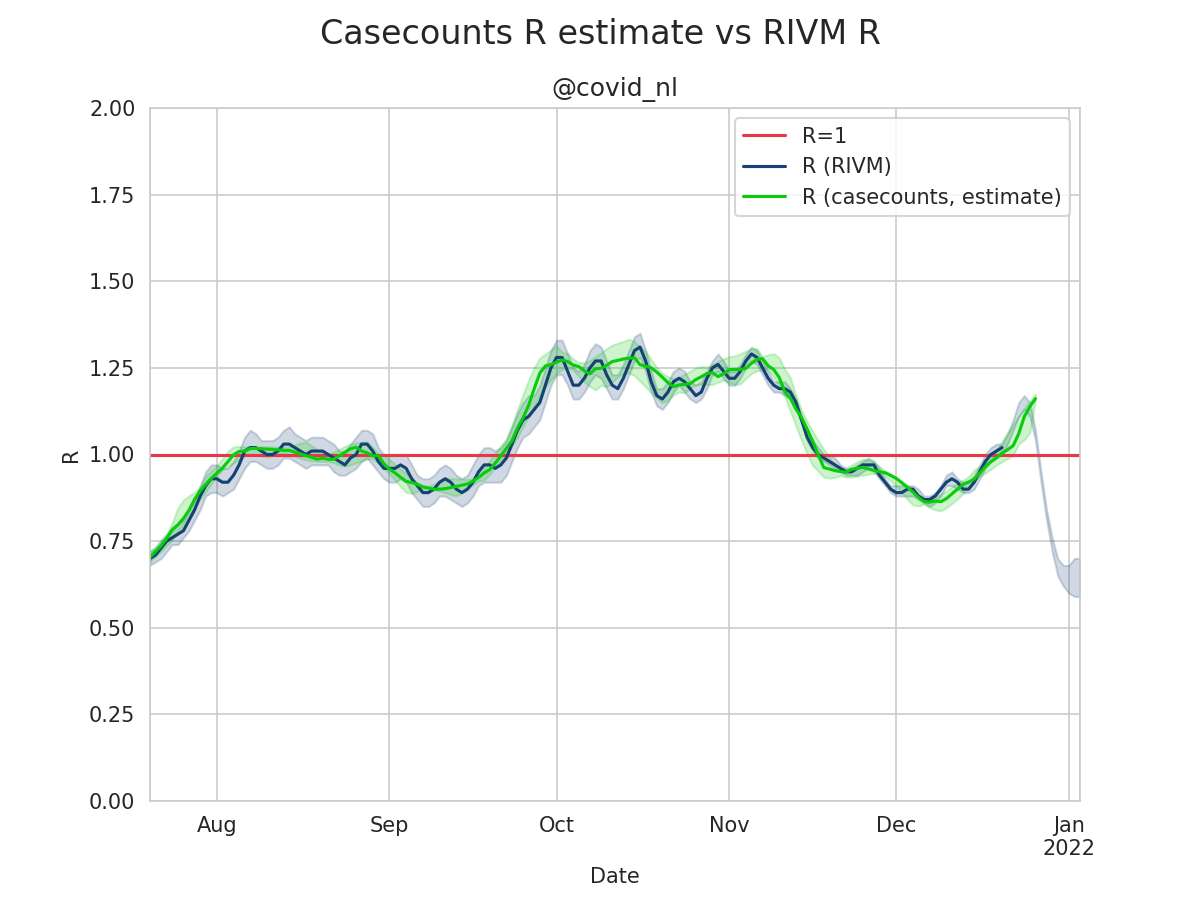 Casecounts R estimate vs RIVM R
@covid_nl
R=1
R (RIVM)
R (casecounts, estimate)
2.00
1.75
1.50
1.25
1.00
0.75
0.50
0.25
0.00
R
Aug Sep Oct Nov Dec Jan
2022
Date